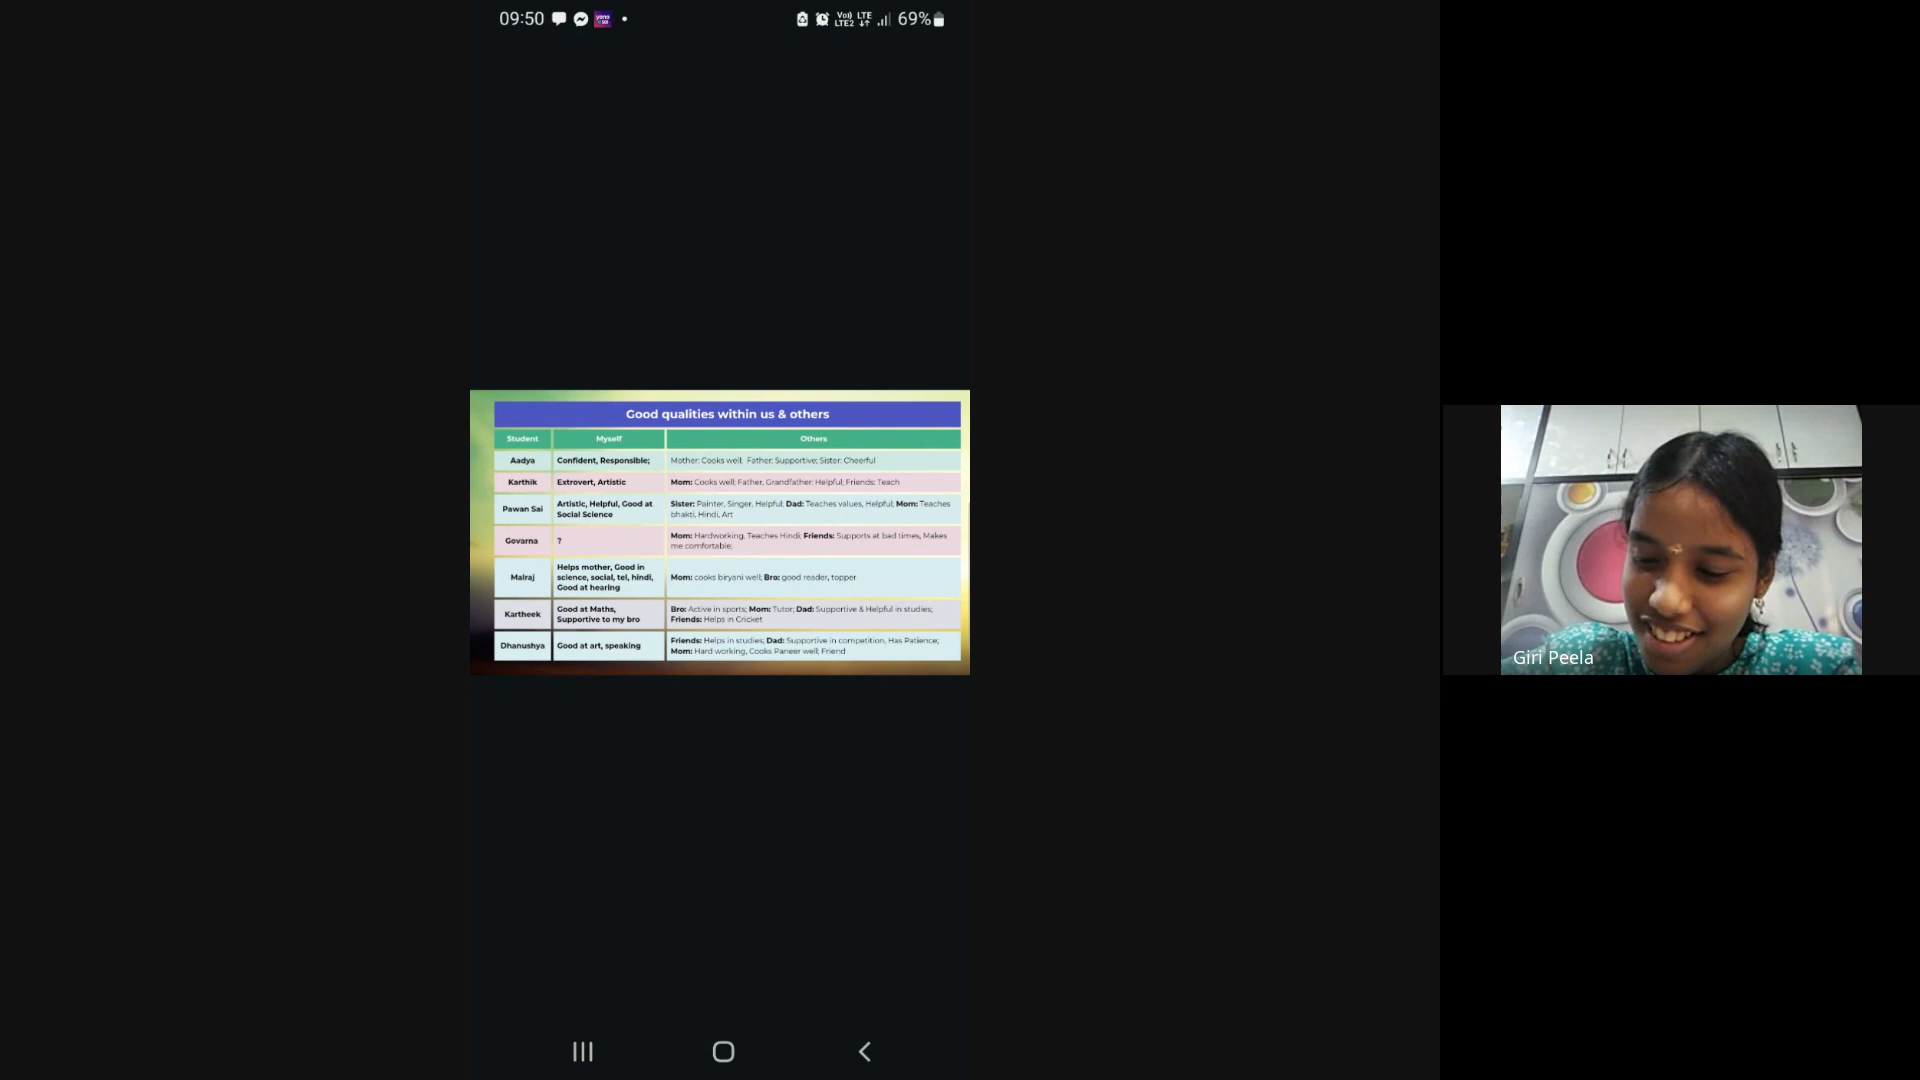 09:50
Vo)) LTE
LTE2
69%
Good qualities within us & others
Student Myself Others
Aadya Confident, Responsible; Mother: Cooks well; Father: Supportive; Sister: Cheerful
Karthik Extrovert, Artistic Mom: Cooks well; Father, Grandfather: Helpful; Friends: Teach
Pawan Sai Artistic, Helpful, Good at Social Science Sister: Painter, Singer, Helpful; Dad: Teaches values, Helpful; Mom: Teaches
bhakti, Hindi, Art
Govarna ? Mom: Hardworking, Teaches Hindi; Friends: Supports at bad times, Makes
me comfortable;
Malraj Helps mother, Good in
science, social, tel, hindi,
Good at hearing
Mom: cooks biryani well; Bro: good reader, topper
Kartheek Good at Maths,
Supportive to my bro
Bro: Active in sports; Mom: Tutor; Dad: Supportive & Helpful in studies;
Friends: Helps in Cricket
Dhanushya Good at art, speaking Friends: Helps in studies; Dad: Supportive in competition, Has Patience;
Mom: Hard working, Cooks Paneer well; Friend
Giri Peela